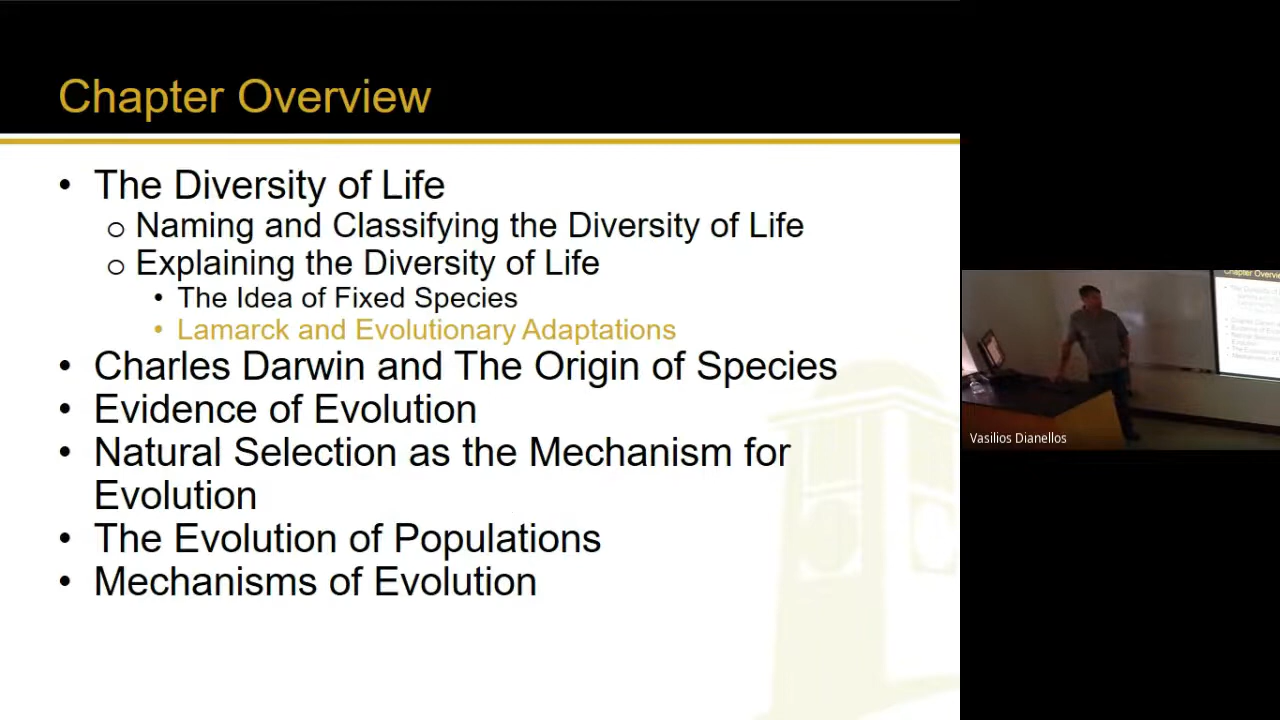 Chapter Overview
• The Diversity of Life
o Naming and Classifying the Diversity of Life
o Explaining the Diversity of Life
• The Idea of Fixed Species
• Lamarck and Evolutionary Adaptations
• Charles Darwin and The Origin of Species
• Evidence of Evolution
• Natural Selection as the Mechanism for
Evolution
• The Evolution of Populations
• Mechanisms of Evolution
Chapter Overview
Vasilios Dianellos